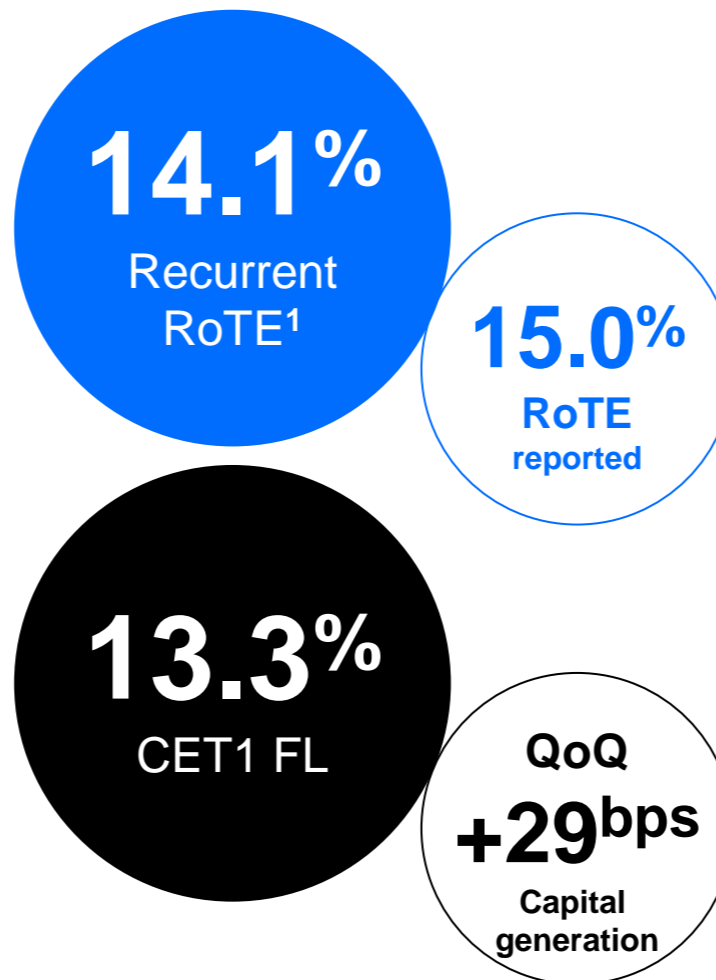 14.1%
Recurrent
RoTE¹
15.0%
RoTE
reported
13.3%
CET1 FL
QoQ
+29bps
Capital
generation